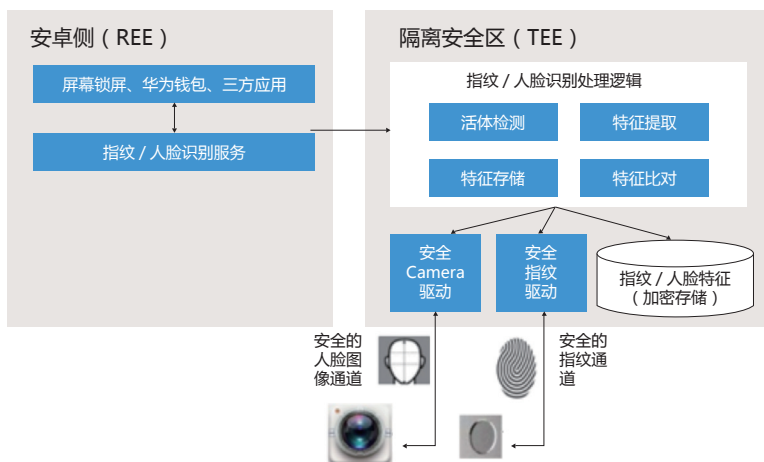 安卓侧（REE）
屏幕锁屏、华为钱包、三方应用
指纹 / 人脸识别服务
隔离安全区（TEE）
指纹 / 人脸识别处理逻辑
活体检测
特征提取
特征存储
特征比对
安全
Camera
驱动
安全
指纹
驱动
指纹 / 人脸特征
（加密存储）
安全的
人脸图
像通道
安全的
指纹通
道